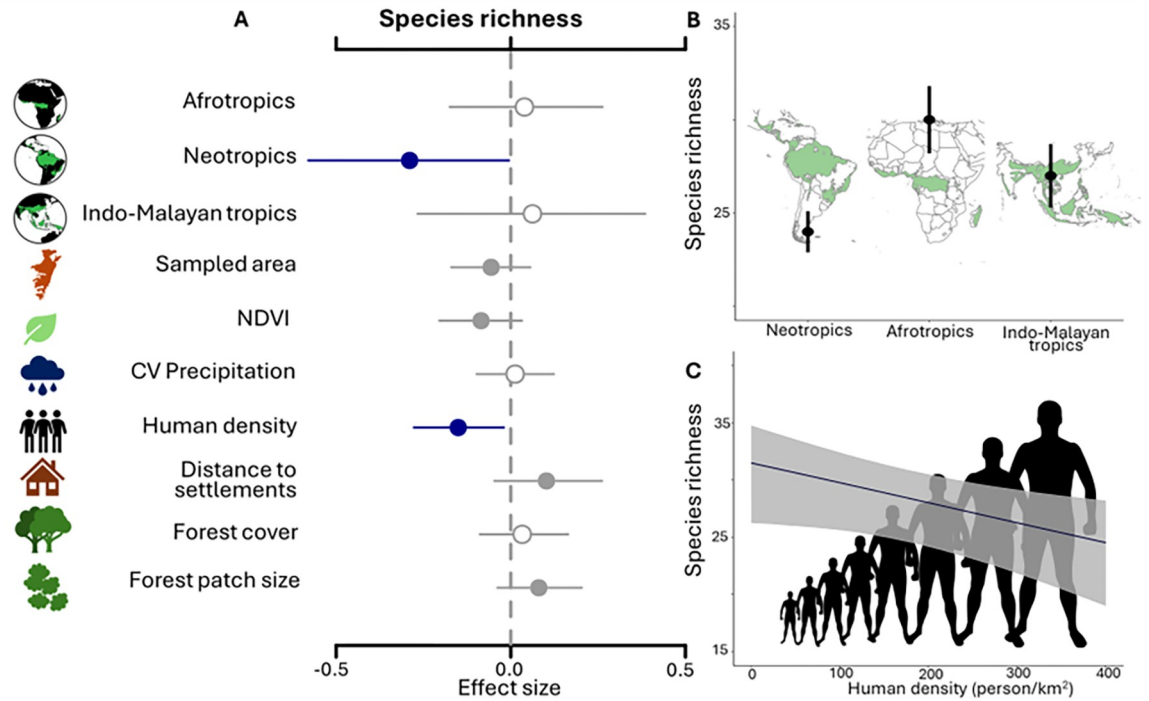 A
Species richness
Afrotropics
Neotropics
Indo-Malayan tropics
Sampled area
NDVI
CV Precipitation
Human density
Distance to
settlements
Forest cover
Forest patch size
-0.5
0.0
0.5
Effect size
B
35
25
Species richness
Neotropics
Afrotropics
Indo-Malayan
tropics
C
35
25
15
Species richness
0
100
200
300
400
Human density (person/km²)